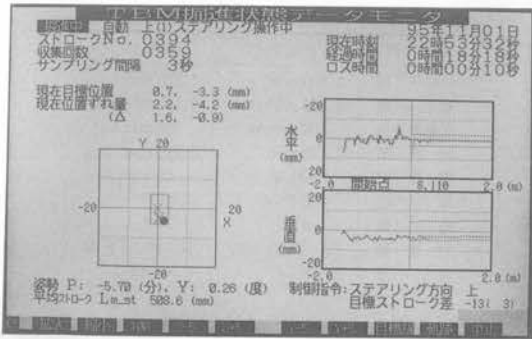 TBM掘進状態データモニタ
掘進中 自動 上(1)ステアリング操作中
95年11月01日
ストロークNo. 0394
現在時刻 22時53分32秒
収集回数 0359
経過時間 0時間18分18秒
サンプリング間隔 3秒
ロス時間 0時間00分10秒
現在目標位置 0.7, -3.3 (mm)
現在位置ずれ量 2.2, -4.2 (mm)
(△ 1.6, -0.9)
-20
水平
0
(mm)
20
-2.0 開始点 8.110 2.0 (m)
Y 20
-20
20
X
-20
-20
垂直
0
(mm)
20
-2.0
2.0 (m)
姿勢 P: -5.70 (分), Y: 0.26 (度)
制御指令:ステアリング方向 上
平均ストローク Lm_st 508.6 (mm)
目標ストローク差 -13( 3)